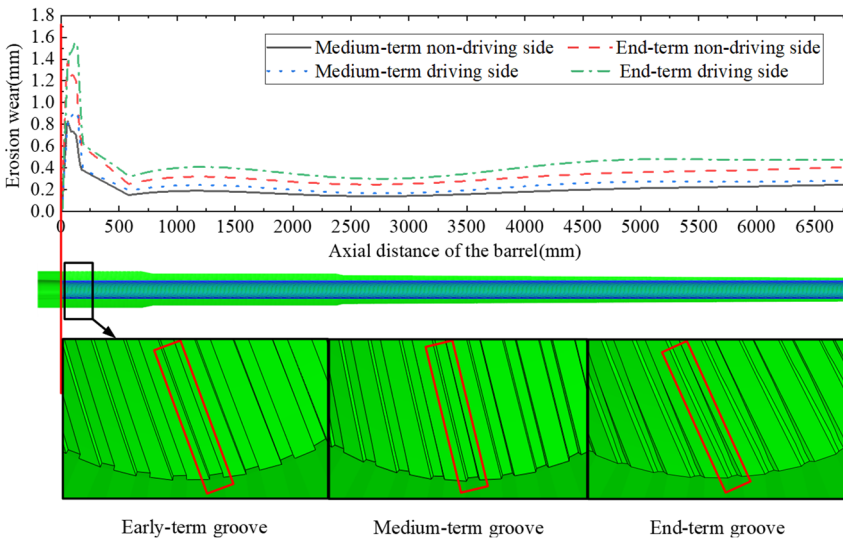 Erosion wear(mm)
1.8
1.6
1.4
1.2
1.0
0.8
0.6
0.4
0.2
0.0
Medium-term non-driving side
End-term non-driving side
Medium-term driving side
End-term driving side
0 500 1000 1500 2000 2500 3000 3500 4000 4500 5000 5500 6000 6500
Axial distance of the barrel(mm)
Early-term groove
Medium-term groove
End-term groove